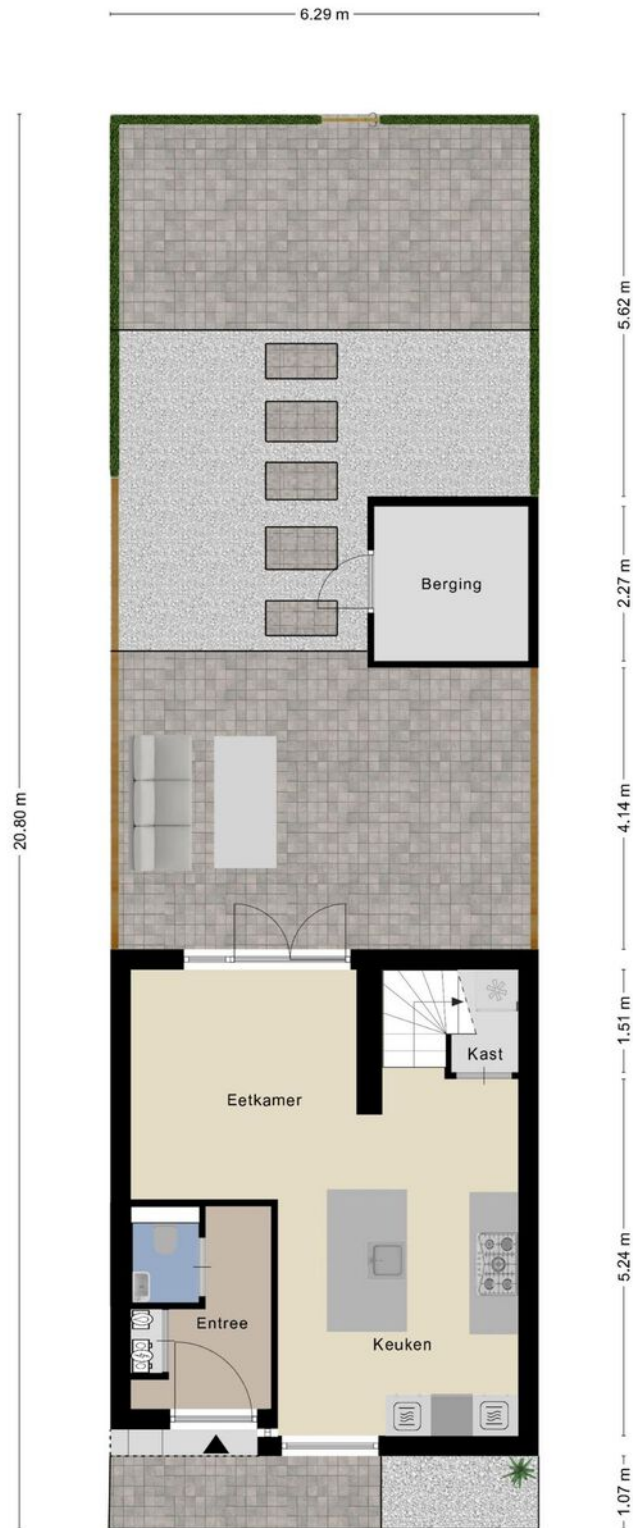 6.29 m
5.62 m
Berging
2.27 m
20.80 m
4.14 m
1.51 m
Kast
Eetkamer
5.24 m
Entree
Keuken
1.07 m